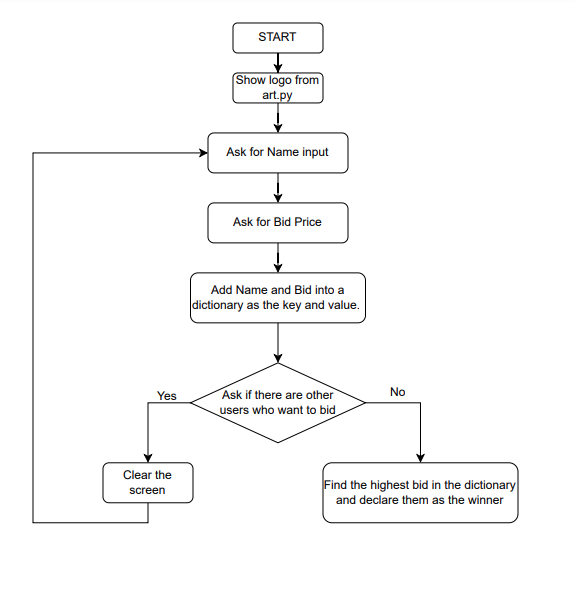 START
Show logo from
art.py
Ask for Name input
Ask for Bid Price
Add Name and Bid into a
dictionary as the key and value.
Ask if there are other
users who want to bid
Yes
No
Clear the
screen
Find the highest bid in the dictionary
and declare them as the winner